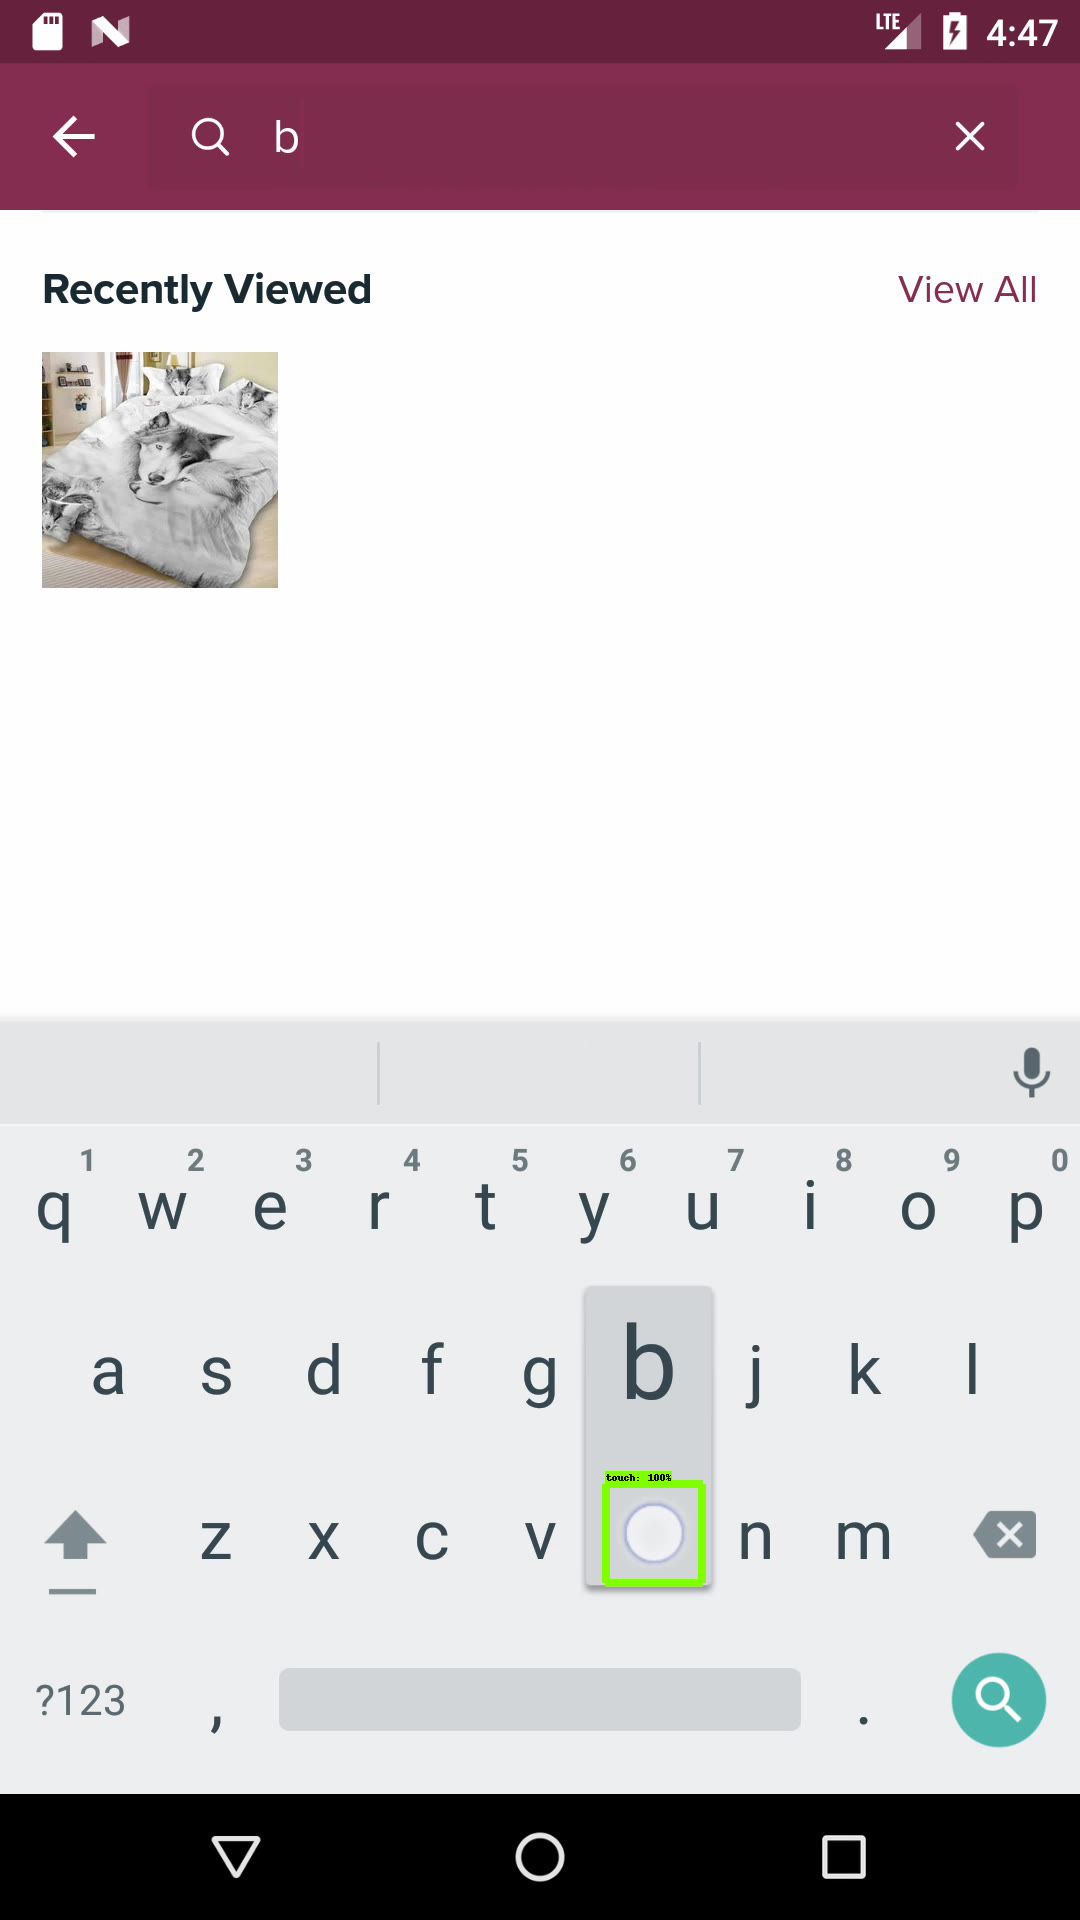 LTE 4:47
b
Recently Viewed View All
1 2 3 4 5 6 7 8 9 0
q w e r t y u i o p
a s d f g b j k l
touch: 100%
z x c v n m
?123 , .